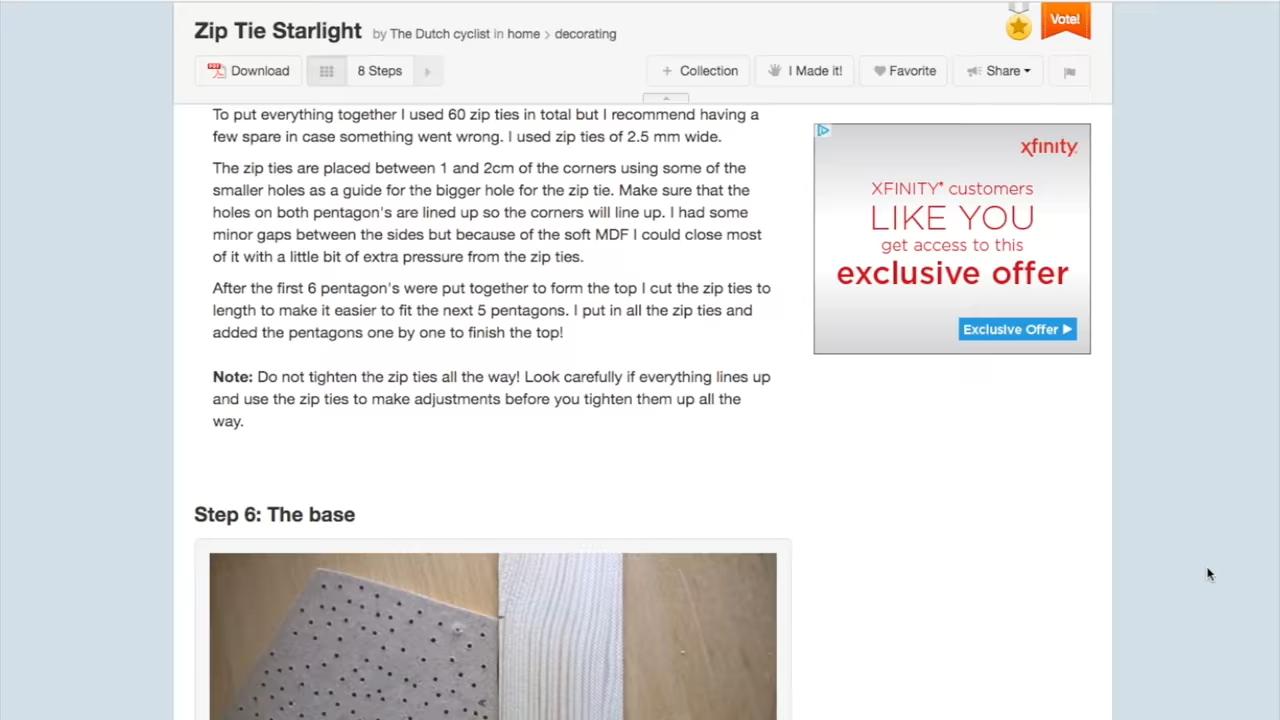 Zip Tie Starlight by The Dutch cyclist in home > decorating
Vote!
PDF Download 8 Steps + Collection I Made it! Favorite Share
To put everything together I used 60 zip ties in total but I recommend having a
few spare in case something went wrong. I used zip ties of 2.5 mm wide.
The zip ties are placed between 1 and 2cm of the corners using some of the
smaller holes as a guide for the bigger hole for the zip tie. Make sure that the
holes on both pentagon's are lined up so the corners will line up. I had some
minor gaps between the sides but because of the soft MDF I could close most
of it with a little bit of extra pressure from the zip ties.
After the first 6 pentagon's were put together to form the top I cut the zip ties to
length to make it easier to fit the next 5 pentagons. I put in all the zip ties and
added the pentagons one by one to finish the top!
Note: Do not tighten the zip ties all the way! Look carefully if everything lines up
and use the zip ties to make adjustments before you tighten them up all the
way.
Step 6: The base
xfinity
XFINITY® customers
LIKE YOU
get access to this
exclusive offer
Exclusive Offer